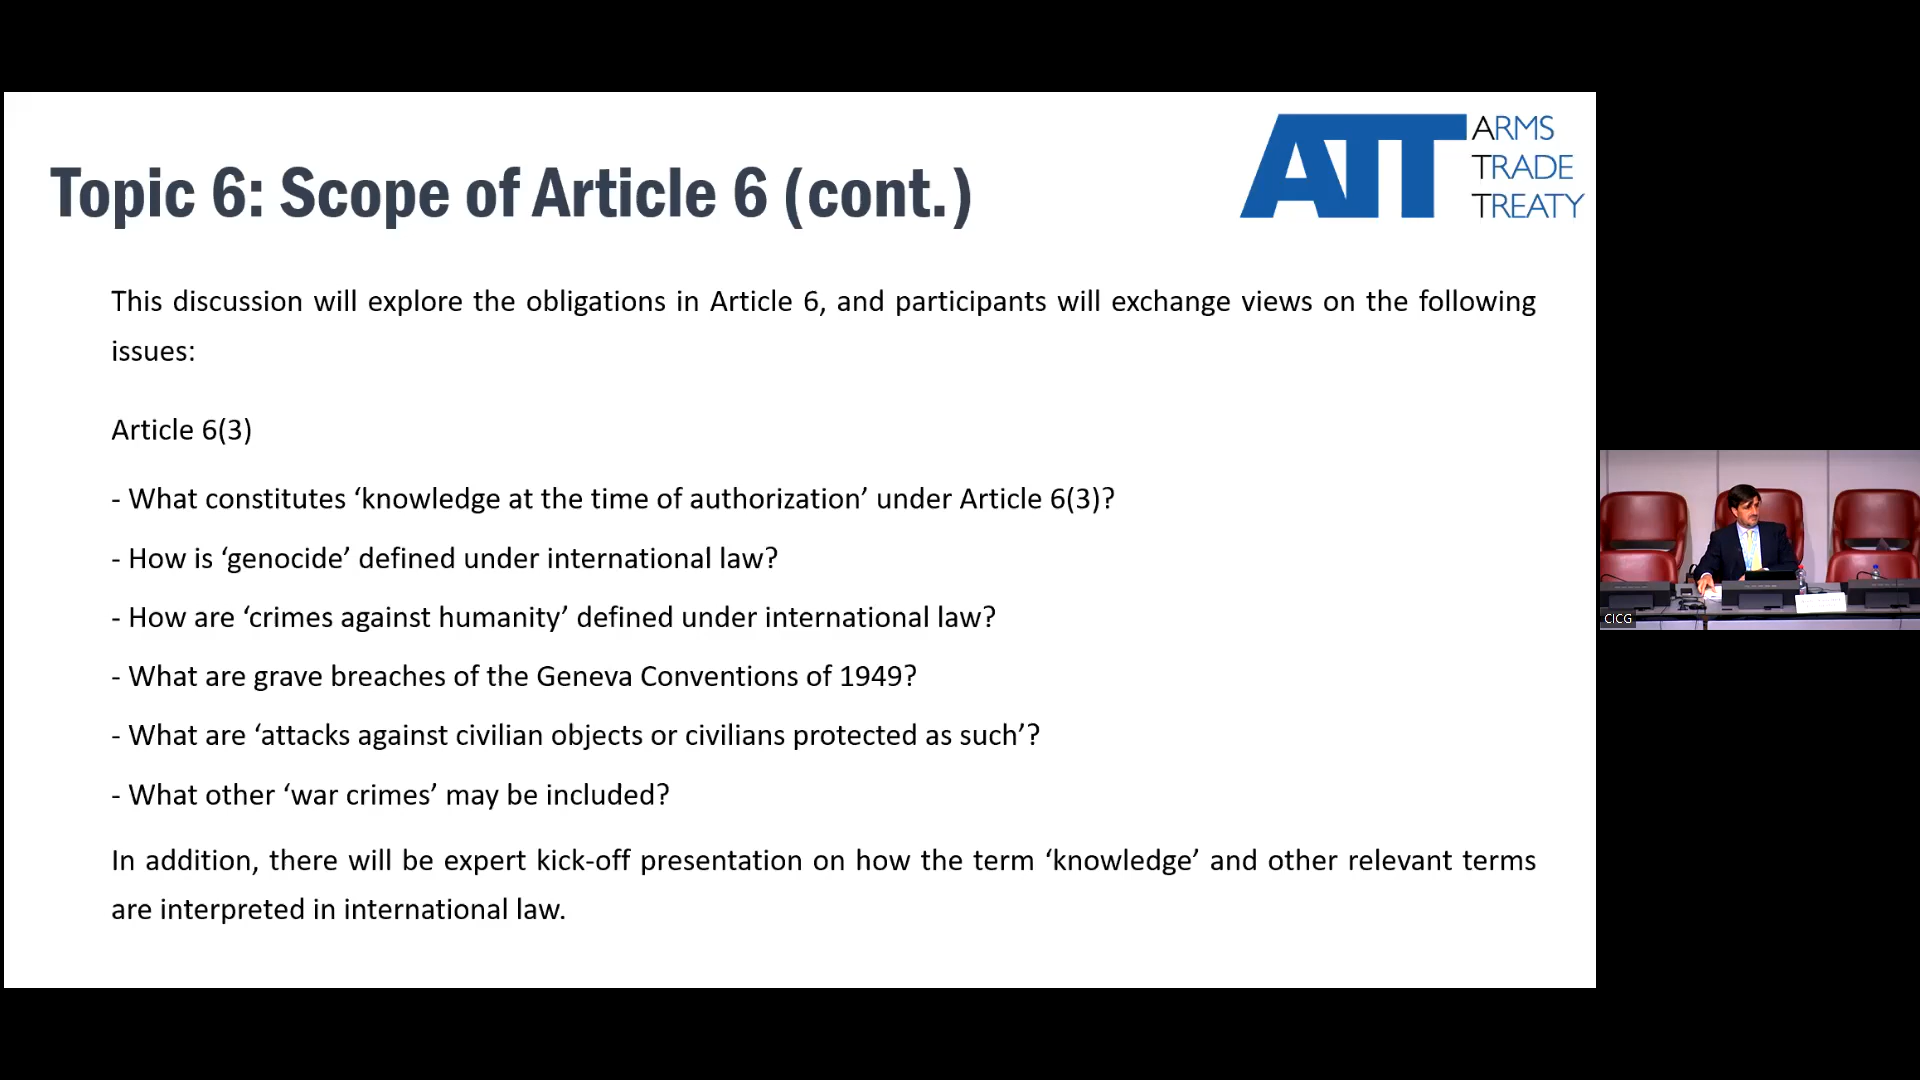 ATT ARMS
TRADE
TREATY
Topic 6: Scope of Article 6 (cont.)
This discussion will explore the obligations in Article 6, and participants will exchange views on the following
issues:
Article 6(3)
- What constitutes ‘knowledge at the time of authorization’ under Article 6(3)?
- How is ‘genocide’ defined under international law?
- How are ‘crimes against humanity’ defined under international law?
- What are grave breaches of the Geneva Conventions of 1949?
- What are ‘attacks against civilian objects or civilians protected as such’?
- What other ‘war crimes’ may be included?
In addition, there will be expert kick-off presentation on how the term ‘knowledge’ and other relevant terms
are interpreted in international law.
CICG